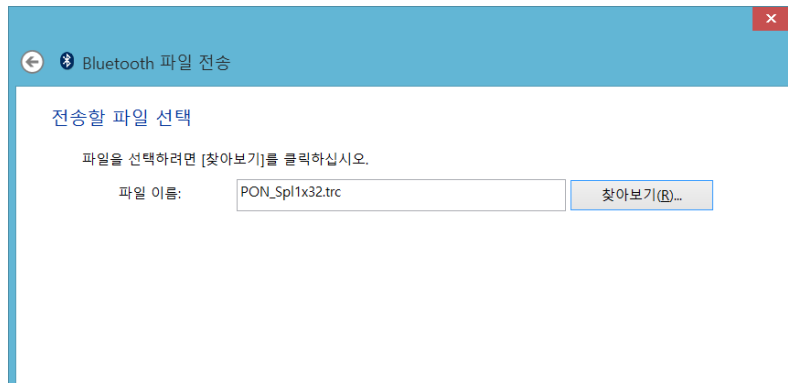 Bluetooth 파일 전송
전송할 파일 선택
파일을 선택하려면 [찾아보기]를 클릭하십시오.
파일 이름: PON_Spl1x32.trc 찾아보기(R)...